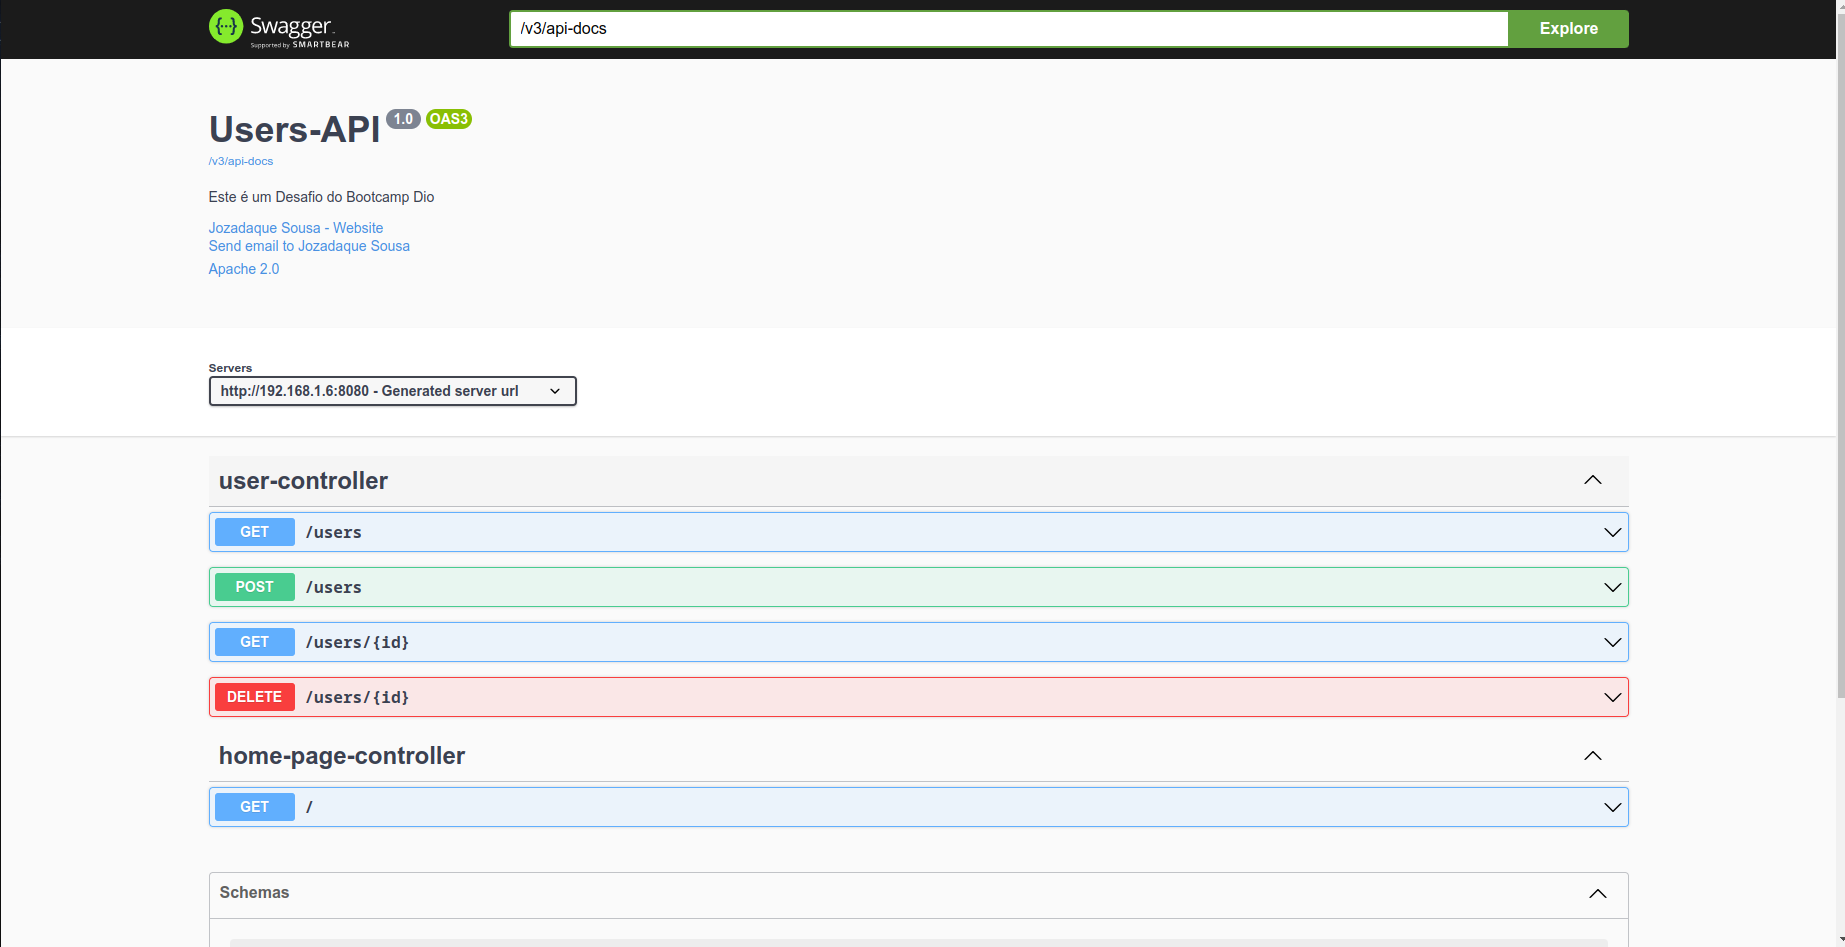 Swagger
Supported by SMARTBEAR
/v3/api-docs
Explore
Users-API 1.0 OAS3
/v3/api-docs
Este é um Desafio do Bootcamp Dio
Jozadaque Sousa - Website
Send email to Jozadaque Sousa
Apache 2.0
Servers
http://192.168.1.6:8080 - Generated server url
user-controller
GET /users
POST /users
GET /users/{id}
DELETE /users/{id}
home-page-controller
GET /
Schemas